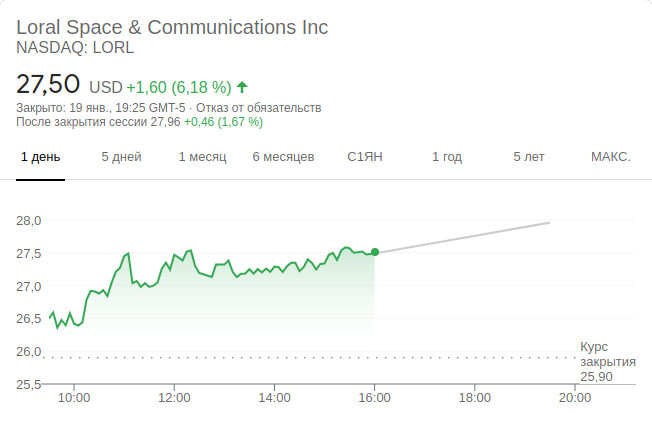 Loral Space & Communications Inc
NASDAQ: LORL
27,50 USD +1,60 (6,18 %)
Закрыто: 19 янв., 19:25 GMT-5 · Отказ от обязательств
После закрытия сессии 27,96 +0,46 (1,67 %)
1 день 5 дней 1 месяц 6 месяцев С1ЯН 1 год 5 лет МАКС.
28,0
27,5
27,0
26,5
26,0
Курс
закрытия
25,90
25,5
10:00 12:00 14:00 16:00 18:00 20:00